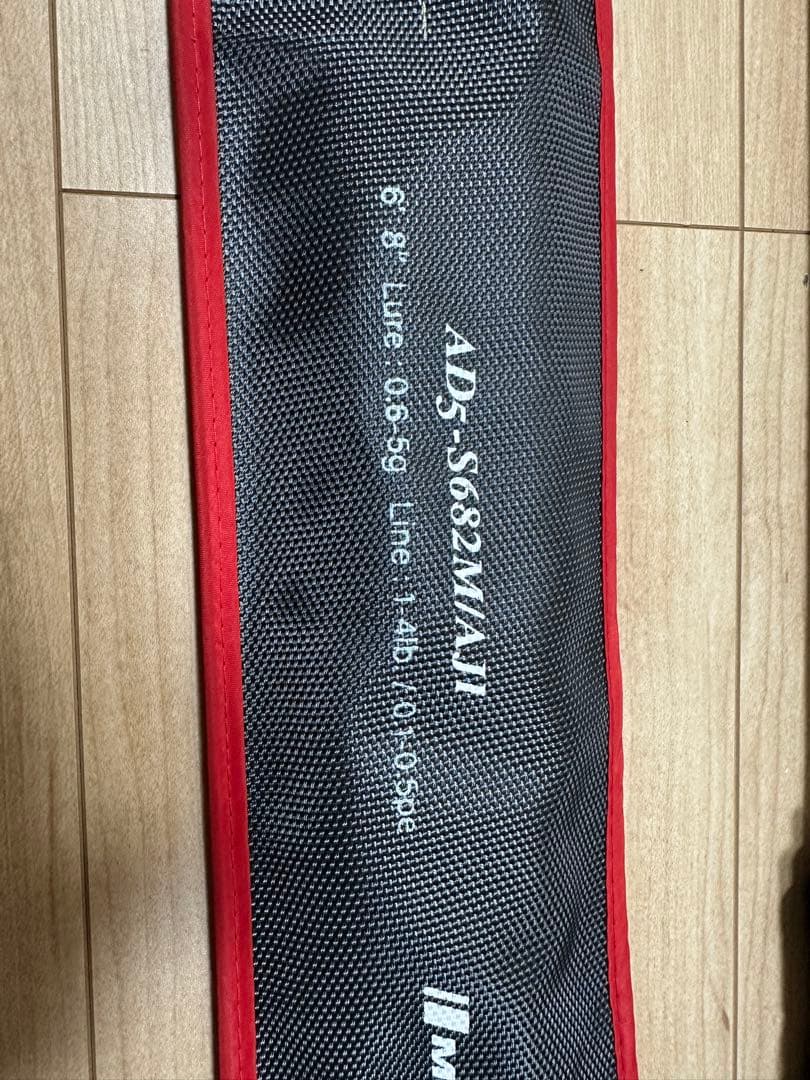 AD5-S682M/AJI
6' 8" Lure : 0.6-5g Line : 1-4lb / 0.1-0.5pe
M